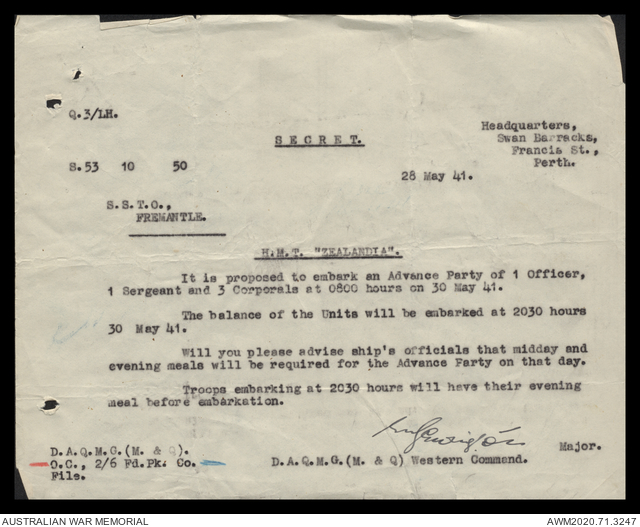 Q.3/LH.
SECRET.
Headquarters,
Swan Barracks,
Francis St.,
Perth.
S.53 10 50
28 May 41.
S.S.T.O.,
FREMANTLE.
H.M.T. "ZEALANDIA".
It is proposed to embark an Advance Party of 1 Officer,
1 Sergeant and 3 Corporals at 0800 hours on 30 May 41.
The balance of the Units will be embarked at 2030 hours
30 May 41.
Will you please advise ship's officials that midday and
evening meals will be required for the Advance Party on that day.
Troops embarking at 2030 hours will have their evening
meal before embarkation.
Major.
D.A.Q.M.G.(M. & Q) Western Command.
D.A.Q.M.G.(M. & Q).
O.C., 2/6 Fd.Pk. Co.
File.
AUSTRALIAN WAR MEMORIAL
AWM2020.71.3247